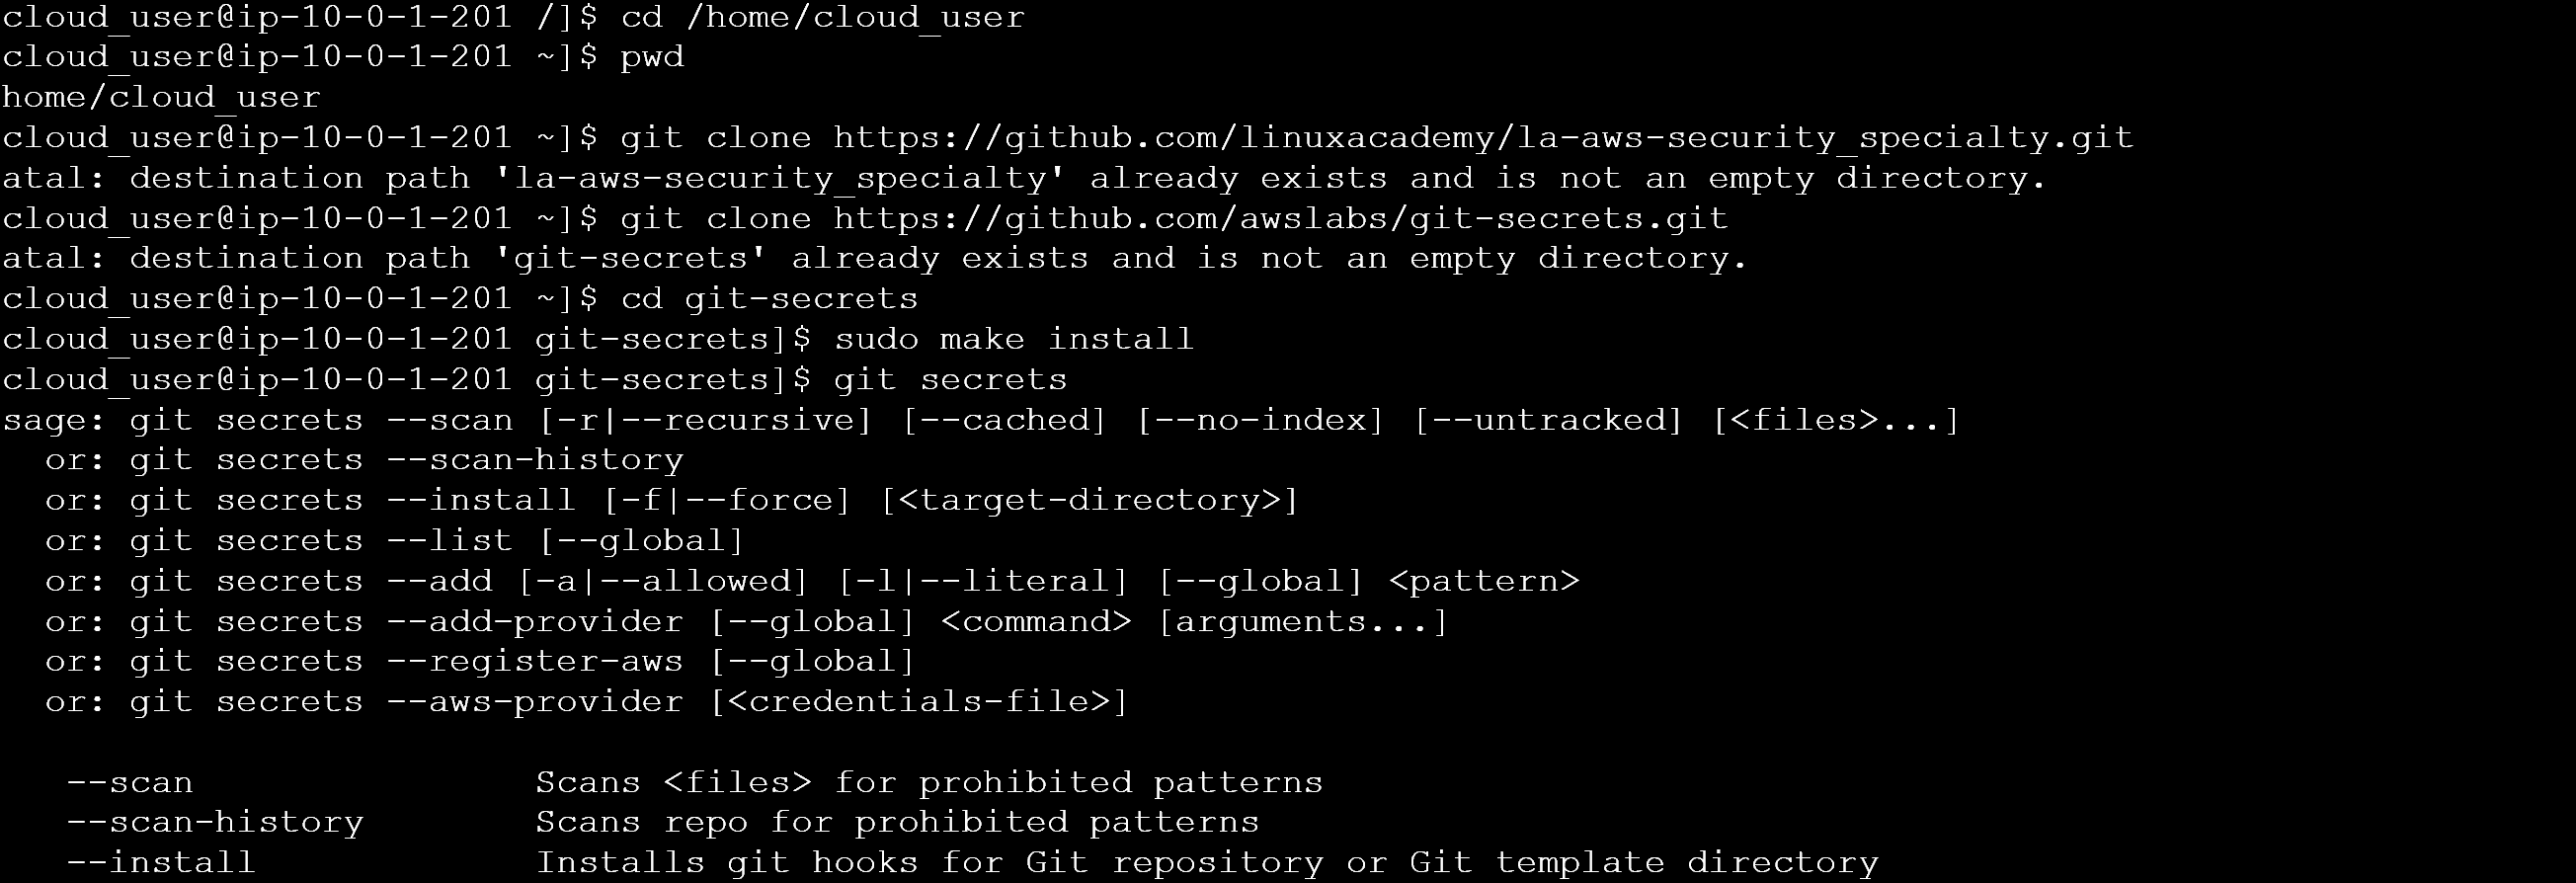 cloud_user@ip-10-0-1-201 /]$ cd /home/cloud_user
cloud_user@ip-10-0-1-201 ~]$ pwd
home/cloud_user
cloud_user@ip-10-0-1-201 ~]$ git clone https://github.com/linuxacademy/la-aws-security_specialty.git
atal: destination path 'la-aws-security_specialty' already exists and is not an empty directory.
cloud_user@ip-10-0-1-201 ~]$ git clone https://github.com/awslabs/git-secrets.git
atal: destination path 'git-secrets' already exists and is not an empty directory.
cloud_user@ip-10-0-1-201 ~]$ cd git-secrets
cloud_user@ip-10-0-1-201 git-secrets]$ sudo make install
cloud_user@ip-10-0-1-201 git-secrets]$ git secrets
sage: git secrets --scan [-r|--recursive] [--cached] [--no-index] [--untracked] [<files>...]
  or: git secrets --scan-history
  or: git secrets --install [-f|--force] [<target-directory>]
  or: git secrets --list [--global]
  or: git secrets --add [-a|--allowed] [-l|--literal] [--global] <pattern>
  or: git secrets --add-provider [--global] <command> [arguments...]
  or: git secrets --register-aws [--global]
  or: git secrets --aws-provider [<credentials-file>]
   --scan                Scans <files> for prohibited patterns
   --scan-history        Scans repo for prohibited patterns
   --install             Installs git hooks for Git repository or Git template directory